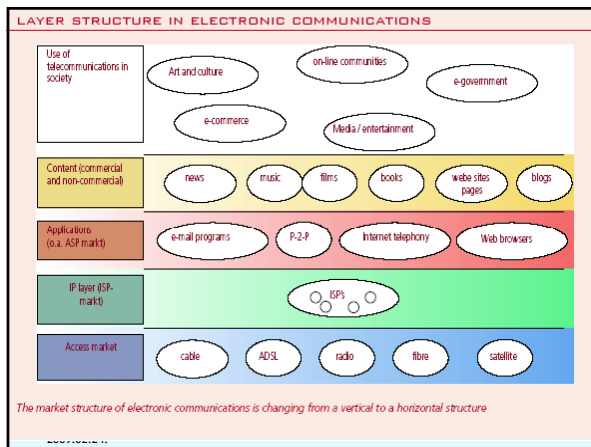 LAYER STRUCTURE IN ELECTRONIC COMMUNICATIONS
Use of
telecommunications in
society
Art and culture
on-line communities
e-government
e-commerce
Media / entertainment
Content (commercial
and non-commercial)
news
music
films
books
webe sites
pages
blogs
Applications
(o.a. ASP markt)
e-mail programs
P-2-P
Internet telephony
Web browsers
IP layer (ISP-
markt)
ISP's
Access market
cable
ADSL
radio
fibre
satellite
The market structure of electronic communications is changing from a vertical to a horizontal structure